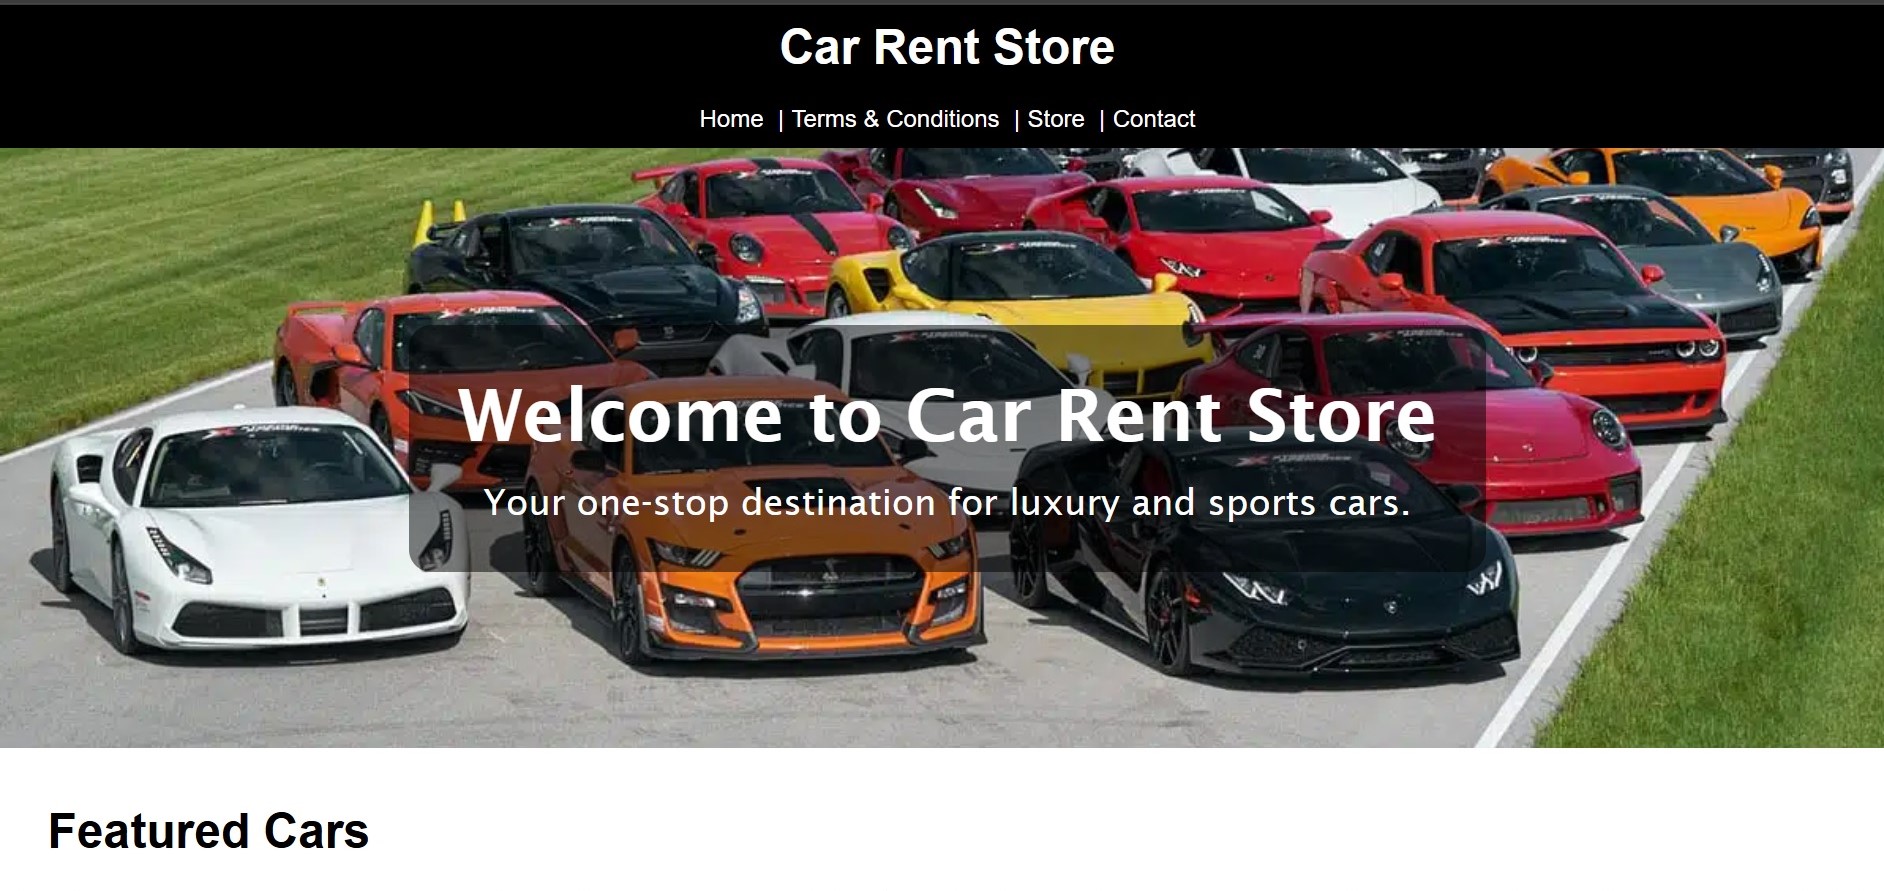 Car Rent Store
Home | Terms & Conditions | Store | Contact
Welcome to Car Rent Store
Your one-stop destination for luxury and sports cars.
Featured Cars